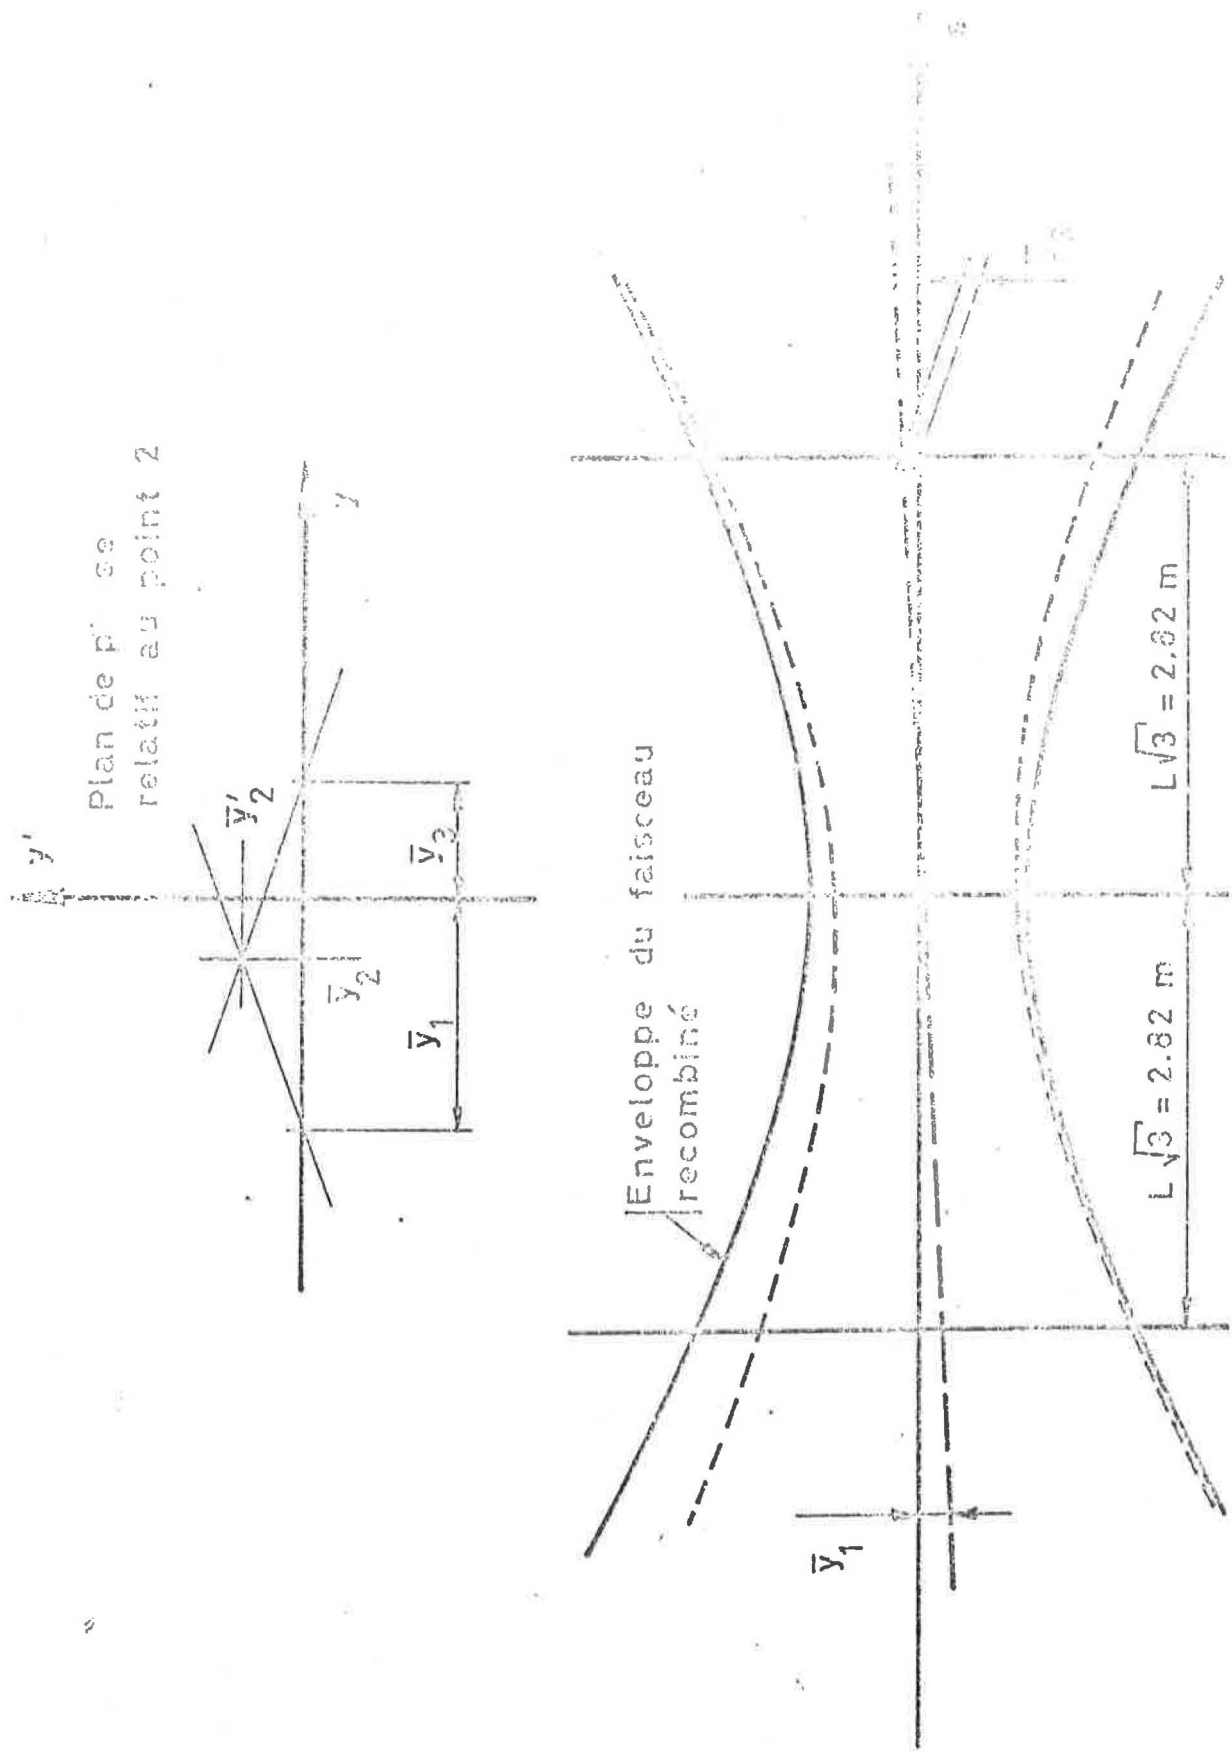 y'
Plan de
relatif au point 2
y
ȳ'₂
ȳ₂
ȳ₁
ȳ₃
Enveloppe du faisceau
recombiné
ȳ₁
L√3 = 2.82 m
L√3 = 2.82 m